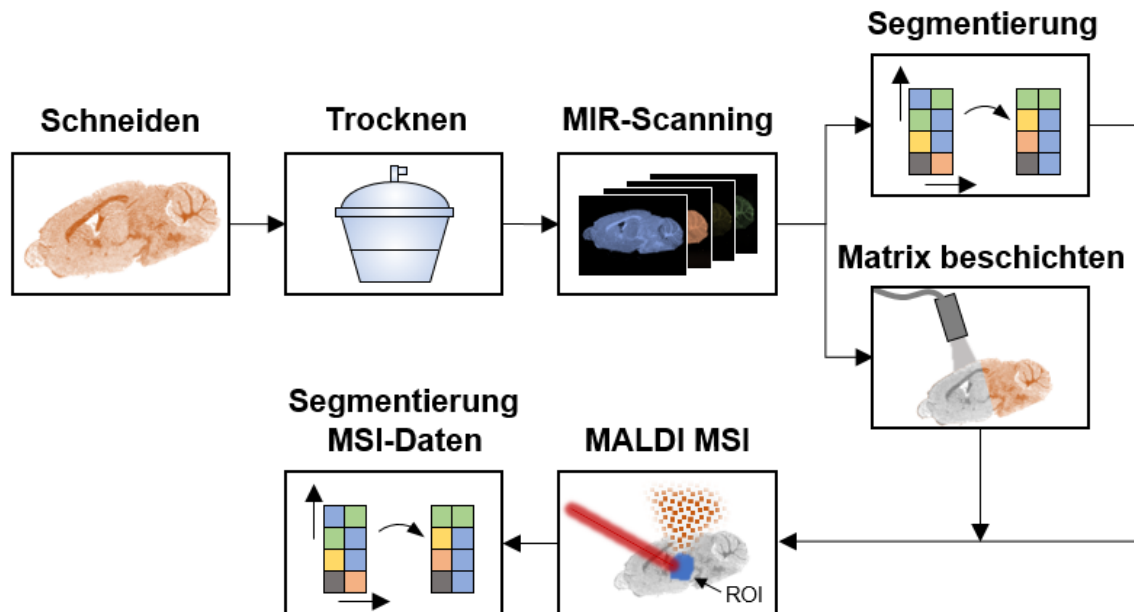 Segmentierung
Schneiden
Trocknen
MIR-Scanning
Matrix beschichten
Segmentierung
MSI-Daten
MALDI MSI
ROI